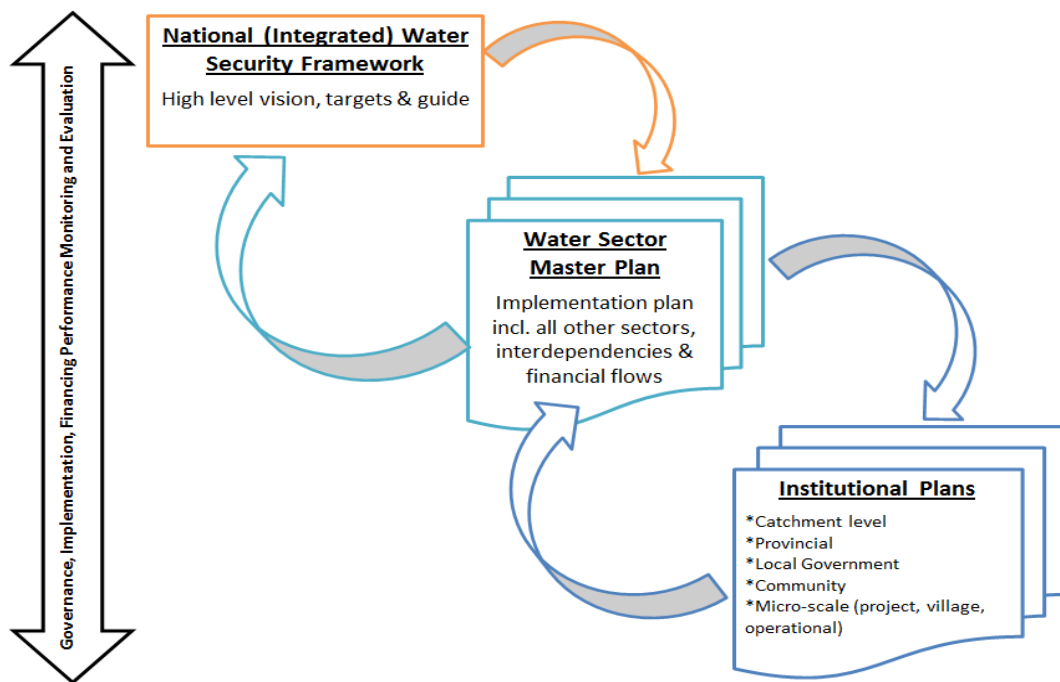 Governance, Implementation, Financing Performance Monitoring and Evaluation
National (Integrated) Water
Security Framework
High level vision, targets & guide
Water Sector
Master Plan
Implementation plan
incl. all other sectors,
interdependencies &
financial flows
Institutional Plans
*Catchment level
*Provincial
*Local Government
*Community
*Micro-scale (project, village,
operational)